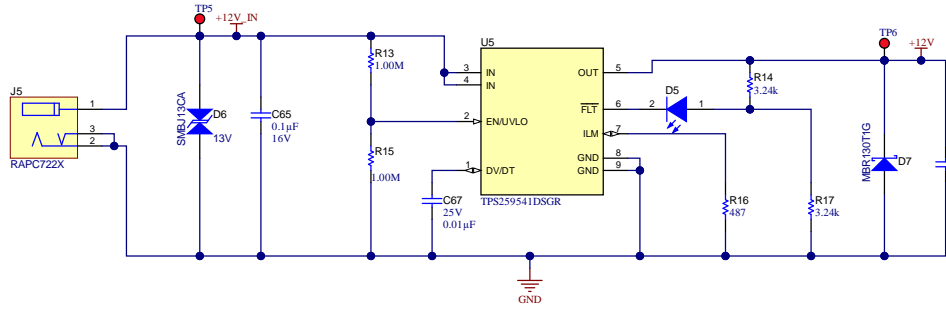 TP5
+12V_IN
J5
1
3
2
RAPC722X
D6
SMBJ13CA
13V
C65
0.1µF
16V
R13
1.00M
R15
1.00M
C67
25V
0.01µF
U5
3 IN
4 IN
2 EN/UVLO
1 DV/DT
OUT 5
FLT 6
ILM 7
GND 8
GND 9
TPS259541DSGR
GND
2 D5 1
R14
3.24k
R16
487
R17
3.24k
TP6
+12V
MBR130T1G
D7